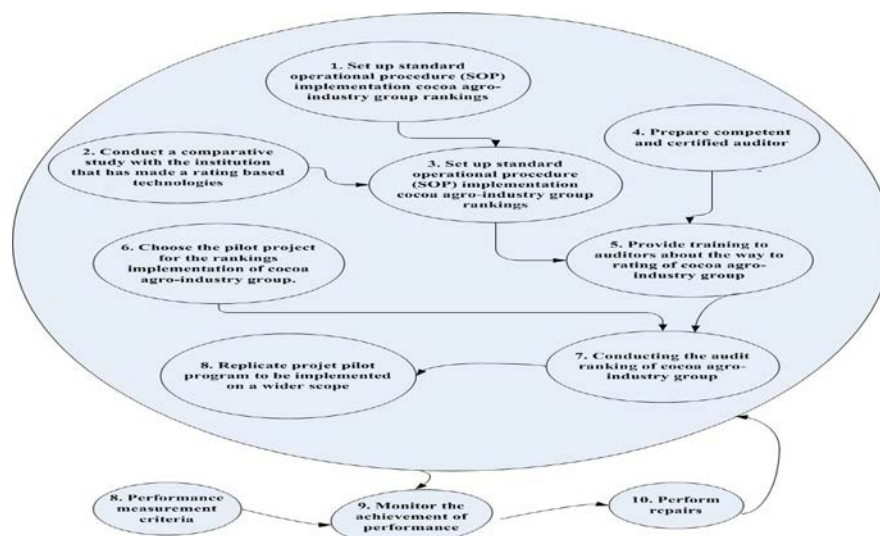 1. Set up standard
operational procedure (SOP)
implementation cocoa agro-
industry group rankings
2. Conduct a comparative
study with the institution
that has made a rating based
technologies
3. Set up standard
operational procedure
(SOP) implementation
cocoa agro-industry group
rankings
4. Prepare competent
and certified auditor
5. Provide training to
auditors about the way to
rating of cocoa agro-
industry group
6. Choose the pilot project
for the rankings
implementation of cocoa
agro-industry group.
7. Conducting the audit
ranking of cocoa agro-
industry group
8. Replicate projet pilot
program to be implemented
on a wider scope
8. Performance
measurement
criteria
9. Monitor the
achievement of
performance
10. Perform
repairs